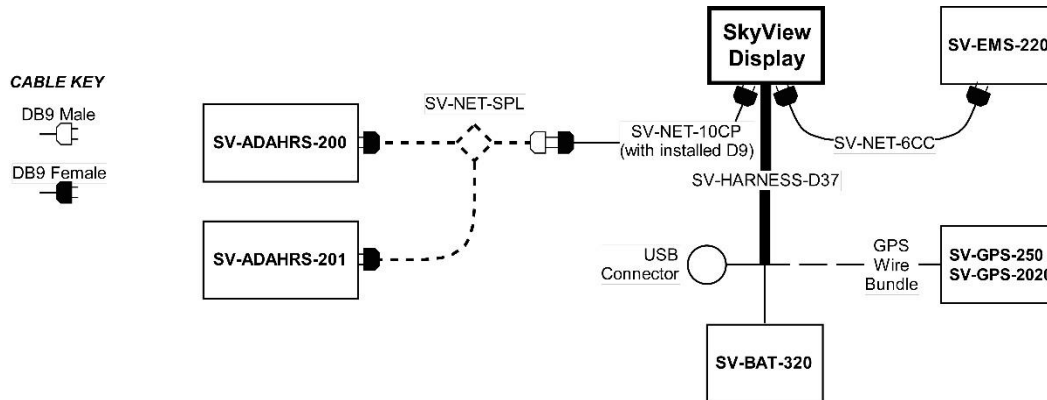 CABLE KEY
DB9 Male
DB9 Female
SV-ADAHRS-200
SV-ADAHRS-201
SV-NET-SPL
SV-NET-10CP
(with installed D9)
SkyView
Display
SV-EMS-220
SV-NET-6CC
SV-HARNESS-D37
USB
Connector
GPS
Wire
Bundle
SV-GPS-250
SV-GPS-2020
SV-BAT-320